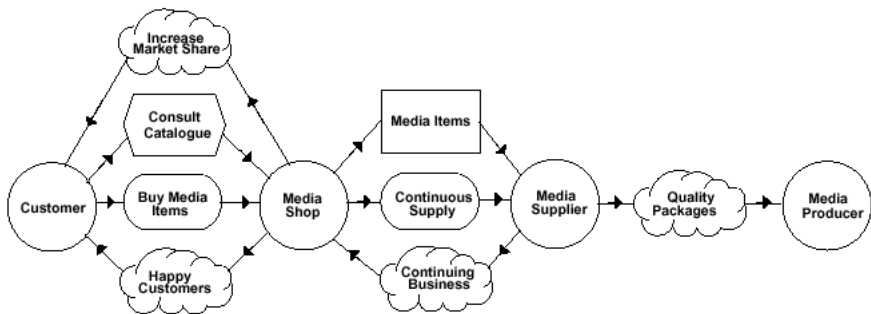 Increase
Market Share
Consult
Catalogue
Media Items
Customer
Buy Media
Items
Media
Shop
Continuous
Supply
Media
Supplier
Quality
Packages
Media
Producer
Happy
Customers
Continuing
Business